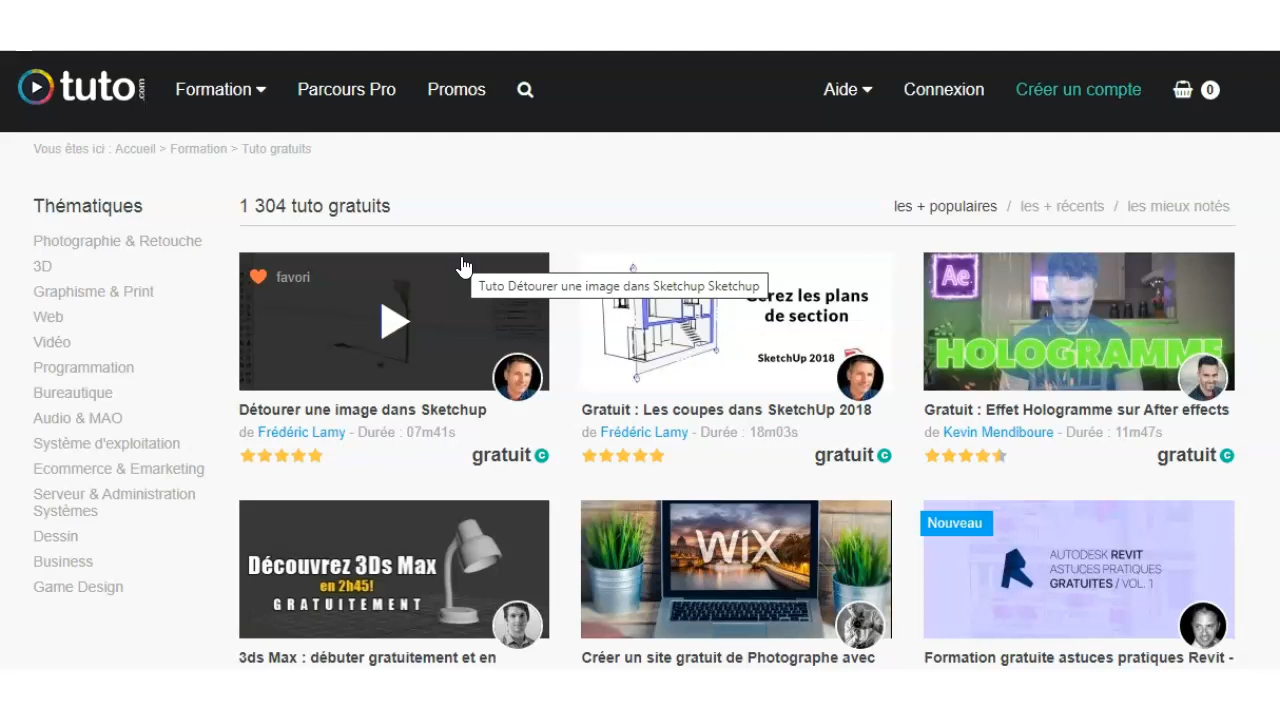 tuto.com
Formation
Parcours Pro
Promos
Aide
Connexion
Créer un compte
0
Vous êtes ici : Accueil > Formation > Tuto gratuits
Thématiques
Photographie & Retouche
3D
Graphisme & Print
Web
Vidéo
Programmation
Bureautique
Audio & MAO
Système d'exploitation
Ecommerce & Emarketing
Serveur & Administration
Systèmes
Dessin
Business
Game Design
1 304 tuto gratuits
les + populaires / les + récents / les mieux notés
favori
Tuto Détourer une image dans Sketchup Sketchup
Détourer une image dans Sketchup
de Frédéric Lamy - Durée : 07m41s
gratuit C
les plans
de section
SketchUp 2018
Gratuit : Les coupes dans SketchUp 2018
de Frédéric Lamy - Durée : 18m03s
gratuit C
Ae
HOLOGRAMME
Gratuit : Effet Hologramme sur After effects
de Kevin Mendiboure - Durée : 11m47s
gratuit C
Découvrez 3Ds Max
en 2h45!
GRATUITEMENT
3ds Max : débuter gratuitement et en
WiX
Créer un site gratuit de Photographe avec
Nouveau
AUTODESK REVIT
ASTUCES PRATIQUES
GRATUITES / VOL. 1
Formation gratuite astuces pratiques Revit -